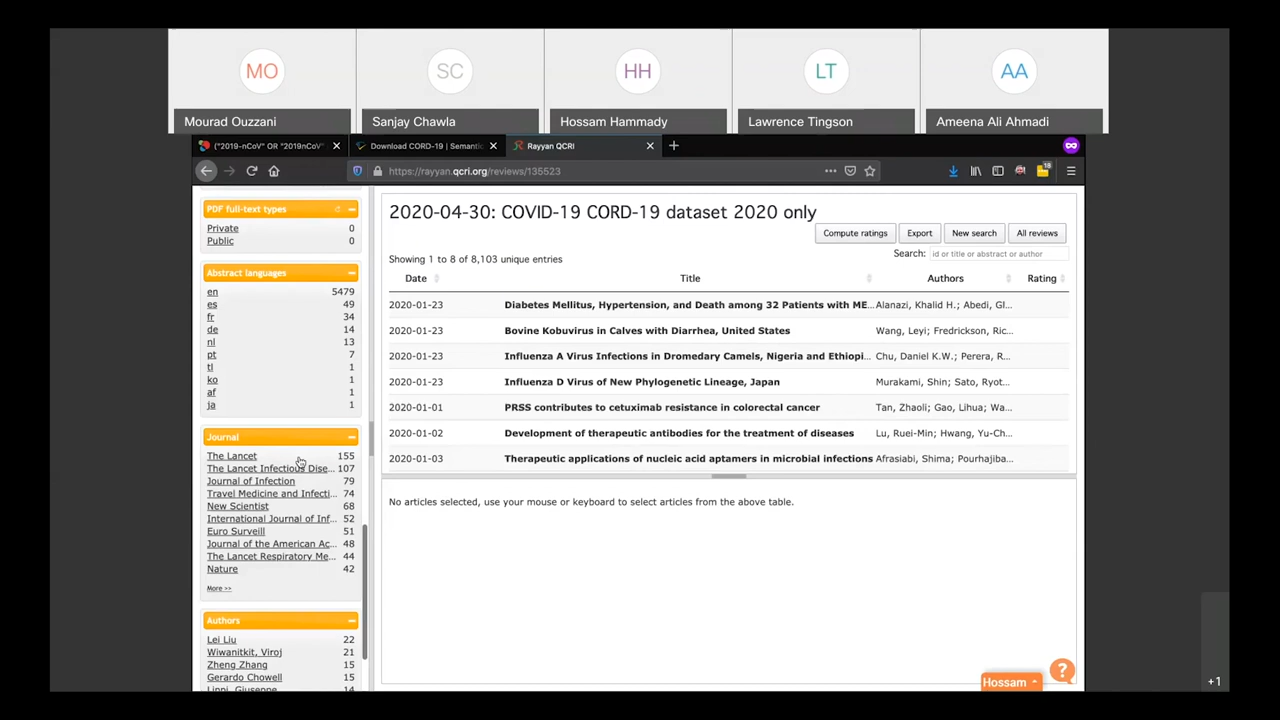 MO
SC
HH
LT
AA
Mourad Ouzzani
Sanjay Chawla
Hossam Hammady
Lawrence Tingson
Ameena Ali Ahmadi
("2019-nCoV" OR "2019nCoV"
Download CORD-19 | Semantic
Rayyan QCRI
https://rayyan.qcri.org/reviews/135523
PDF full-text types
Private 0
Public 0
Abstract languages
en 5479
es 49
fr 34
de 14
nl 13
pt 7
tl 1
ko 1
af 1
ja 1
Journal
The Lancet 155
The Lancet Infectious Dise... 107
Journal of Infection 79
Travel Medicine and Infecti... 74
New Scientist 68
International Journal of Inf... 52
Euro Surveill 51
Journal of the American Ac... 48
The Lancet Respiratory Me... 44
Nature 42
More >>
Authors
Lei Liu 22
Wiwanitkit, Viroj 21
Zheng Zhang 15
Gerardo Chowell 15
Lippi, Giuseppe 14
2020-04-30: COVID-19 CORD-19 dataset 2020 only
Compute ratings Export New search All reviews
Showing 1 to 8 of 8,103 unique entries
Search: id or title or abstract or author
Date Title Authors Rating
2020-01-23 Diabetes Mellitus, Hypertension, and Death among 32 Patients with ME... Alanazi, Khalid H.; Abedi, Gl...
2020-01-23 Bovine Kobuvirus in Calves with Diarrhea, United States Wang, Leyi; Fredrickson, Ric...
2020-01-23 Influenza A Virus Infections in Dromedary Camels, Nigeria and Ethiopi... Chu, Daniel K.W.; Perera, R...
2020-01-23 Influenza D Virus of New Phylogenetic Lineage, Japan Murakami, Shin; Sato, Ryot...
2020-01-01 PRSS contributes to cetuximab resistance in colorectal cancer Tan, Zhaoli; Gao, Lihua; Wa...
2020-01-02 Development of therapeutic antibodies for the treatment of diseases Lu, Ruei-Min; Hwang, Yu-Ch...
2020-01-03 Therapeutic applications of nucleic acid aptamers in microbial infections Afrasiabi, Shima; Pourhajiba...
No articles selected, use your mouse or keyboard to select articles from the above table.
Hossam
?
+1